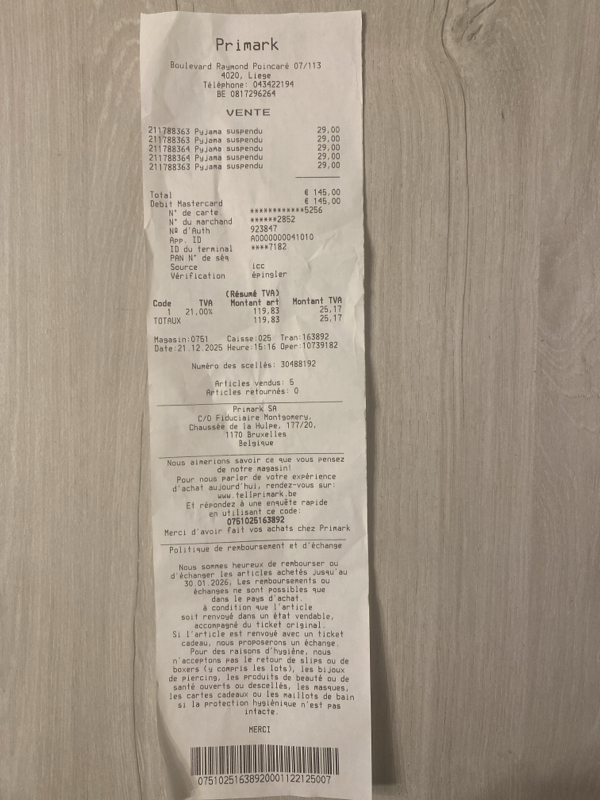 Primark
Boulevard Raymond Poincaré 07/113
4020, Liege
Téléphone: 043422194
BE 0817296264
VENTE
211788363 Pyjama suspendu 29,00
211788363 Pyjama suspendu 29,00
211788364 Pyjama suspendu 29,00
211788364 Pyjama suspendu 29,00
211788363 Pyjama suspendu 29,00
Total € 145,00
Debit Mastercard € 145,00
N° de carte: ************5256
N° du marchand ******2852
Nº d'Auth 923847
App. ID A0000000041010
ID du terminal ****7182
PAN N° de séq
Source icc
Vérification épingler
(Résumé TVA)
Code TVA Montant art Montant TVA
1 21,00% 119,83 25,17
TOTAUX 119,83 25,17
Magasin:0751 Caisse:025 Tran:163892
Date:21.12.2025 Heure:15:16 Oper:10739182
Numéro des scellés: 30488192
Articles vendus: 5
Articles retournés: 0
Primark SA
C/O Fiduciaire Montgomery,
Chaussée de la Hulpe, 177/20,
1170 Bruxelles
Belgique
Nous aimerions savoir ce que vous pensez
de notre magasin!
Pour nous parler de votre expérience
d'achat aujourd'hui, rendez-vous sur:
www.tellprimark.be
Et répondez à une enquête rapide
en utilisant ce code:
0751025163892
Merci d'avoir fait vos achats chez Primark
Politique de remboursement et d'échange
Nous sommes heureux de rembourser ou
d'échanger les articles achetés jusqu'au
30.01.2026. Les remboursements ou
échanges ne sont possibles que
dans le pays d'achat.
à condition que l'article
soit renvoyé dans un état vendable,
accompagné du ticket original.
Si l'article est renvoyé avec un ticket
cadeau, nous proposerons un échange.
Pour des raisons d'hygiène, nous
n'acceptons pas le retour de slips ou de
boxers (y compris les lots), les bijoux
de piercing, les produits de beauté ou de
santé ouverts ou descellés, les masques,
les cartes cadeaux ou les maillots de bain
si la protection hygiénique n'est pas
intacte.
MERCI
07510251638920001122125007